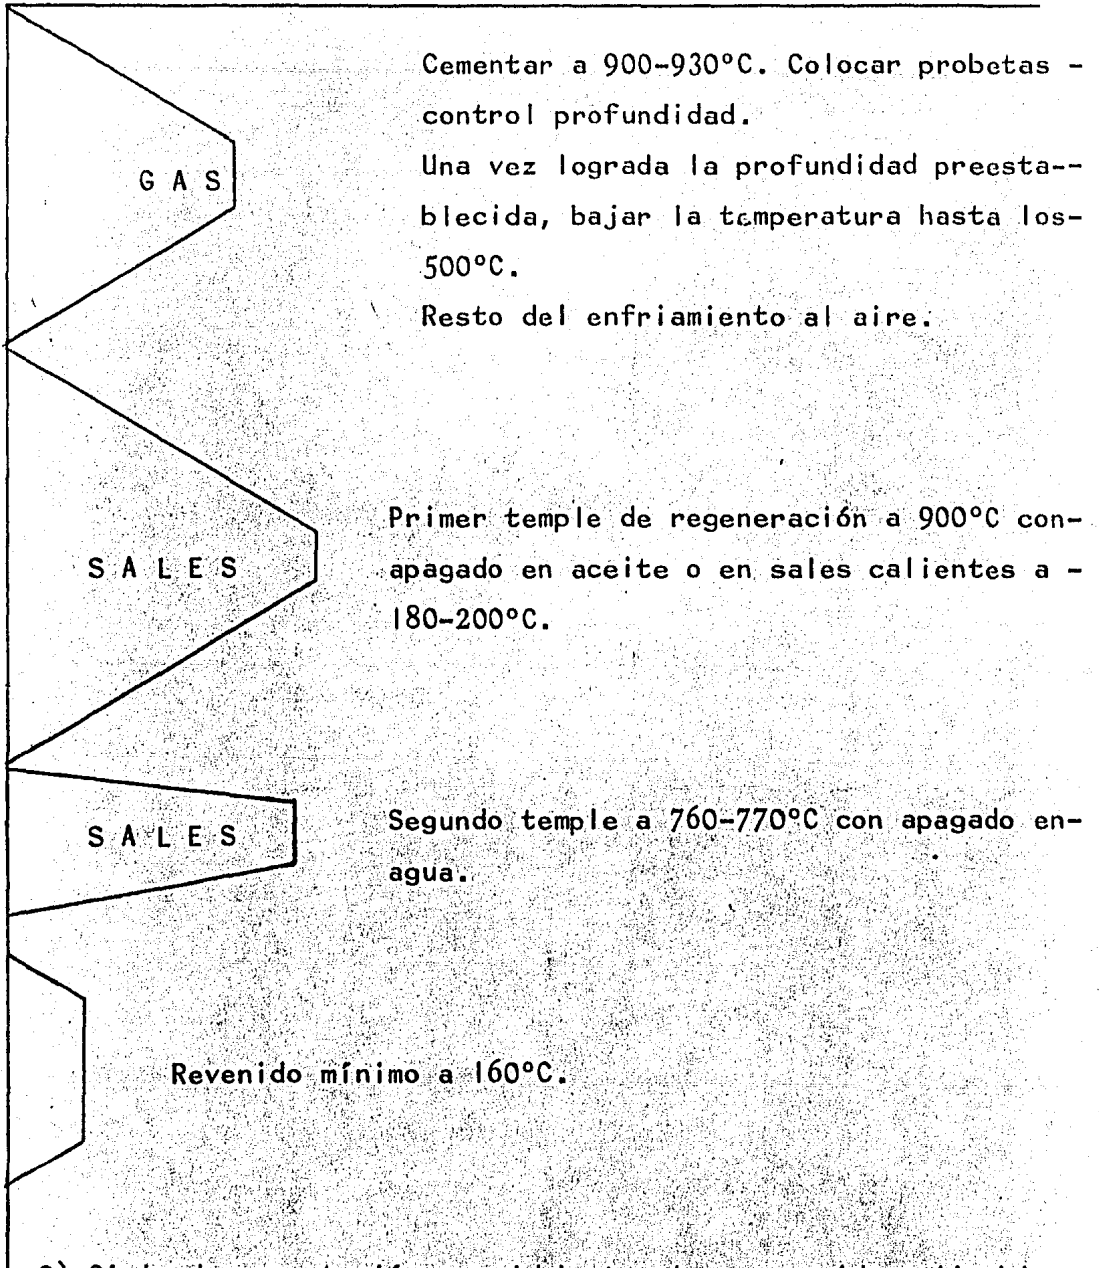 Cementar a 900-930°C. Colocar probetas -
control profundidad.
Una vez lograda la profundidad preesta--
blecida, bajar la temperatura hasta los-
500°C.
Resto del enfriamiento al aire.
G A S
Primer temple de regeneración a 900°C con-
apagado en aceite o en sales calientes a -
180-200°C.
S A L E S
Segundo temple a 760-770°C con apagado en-
agua.
S A L E S
Revenido mínimo a 160°C.